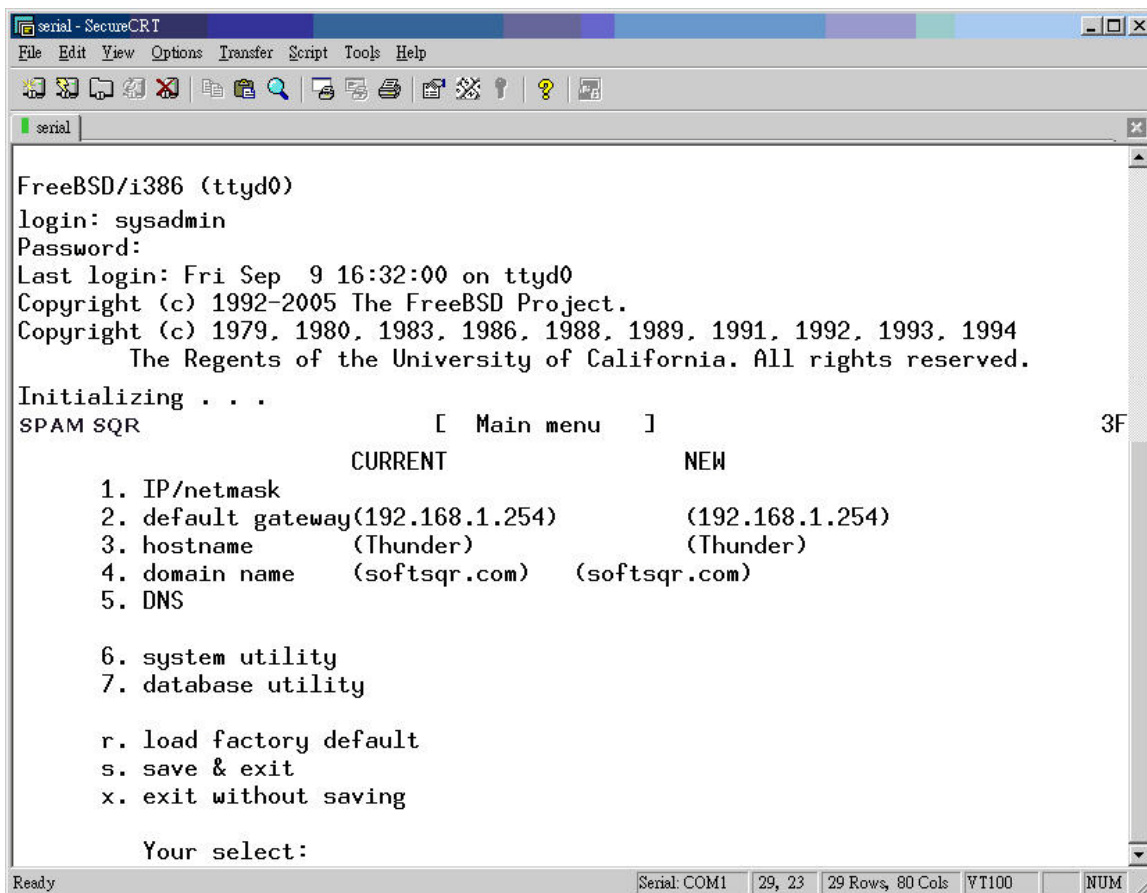 serial - SecureCRT
File Edit View Options Transfer Script Tools Help
serial
FreeBSD/i386 (ttyd0)
login: sysadmin
Password:
Last login: Fri Sep  9 16:32:00 on ttyd0
Copyright (c) 1992-2005 The FreeBSD Project.
Copyright (c) 1979, 1980, 1983, 1986, 1988, 1989, 1991, 1992, 1993, 1994
The Regents of the University of California. All rights reserved.
Initializing . . .
SPAM SQR [ Main menu ] 3F
CURRENT NEW
1. IP/netmask
2. default gateway(192.168.1.254) (192.168.1.254)
3. hostname (Thunder) (Thunder)
4. domain name (softsqr.com) (softsqr.com)
5. DNS
6. system utility
7. database utility
r. load factory default
s. save & exit
x. exit without saving
Your select:
Ready Serial: COM1 29, 23 29 Rows, 80 Cols VT100 NUM